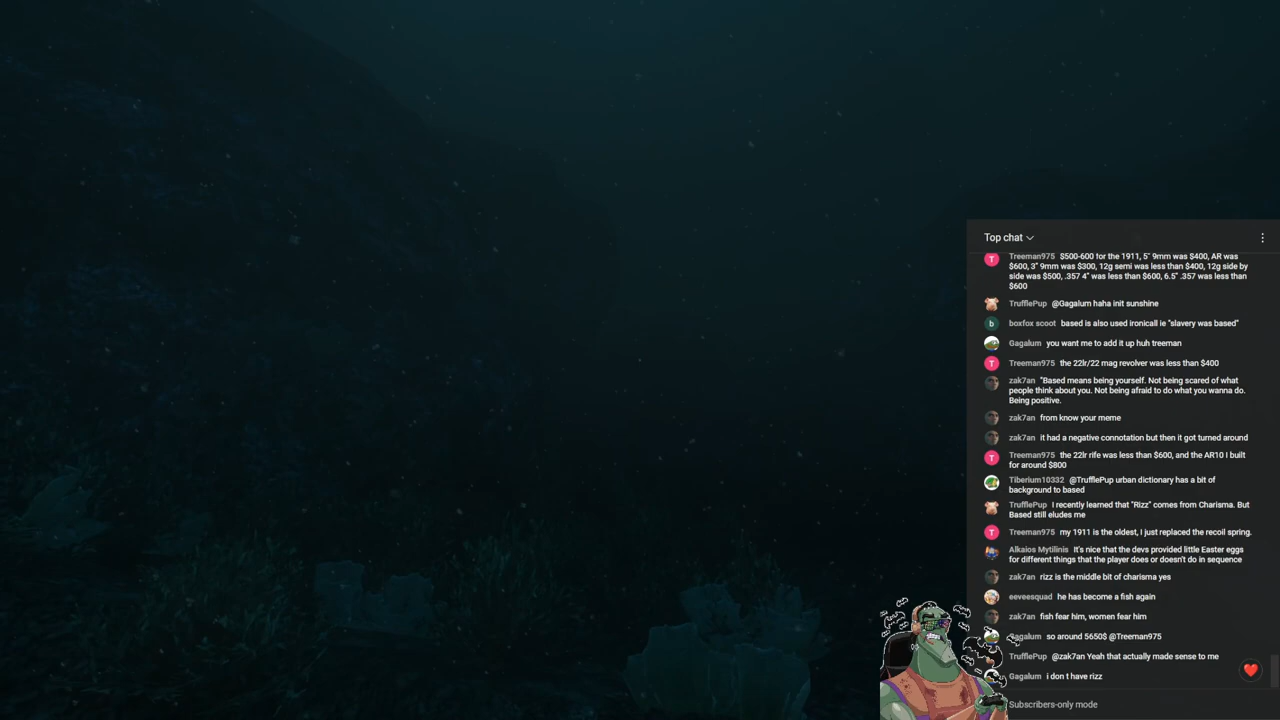 Top chat
Treeman975 $500-600 for the 1911, 5" 9mm was $400, AR was
$600, 3" 9mm was $300, 12g semi was less than $400, 12g side by
side was $500, .357 4" was less than $600, 6.5" .357 was less than
$600
TrufflePup @Gagalum haha init sunshine
boxfox scoot based is also used ironicall ie "slavery was based"
Gagalum you want me to add it up huh treeman
Treeman975 the 22lr/22 mag revolver was less than $400
zak7an "Based means being yourself. Not being scared of what
people think about you. Not being afraid to do what you wanna do.
Being positive.
zak7an from know your meme
zak7an it had a negative connotation but then it got turned around
Treeman975 the 22lr rife was less than $600, and the AR10 I built
for around $800
Tiberium10332 @TrufflePup urban dictionary has a bit of
background to based
TrufflePup I recently learned that "Rizz" comes from Charisma. But
Based still eludes me
Treeman975 my 1911 is the oldest, I just replaced the recoil spring.
Alkaios Mytilinis It's nice that the devs provided little Easter eggs
for different things that the player does or doesn't do in sequence
zak7an rizz is the middle bit of charisma yes
eeveesquad he has become a fish again
zak7an fish fear him, women fear him
Gagalum so around 5650$ @Treeman975
TrufflePup @zak7an Yeah that actually made sense to me
Gagalum i don t have rizz
Subscribers-only mode